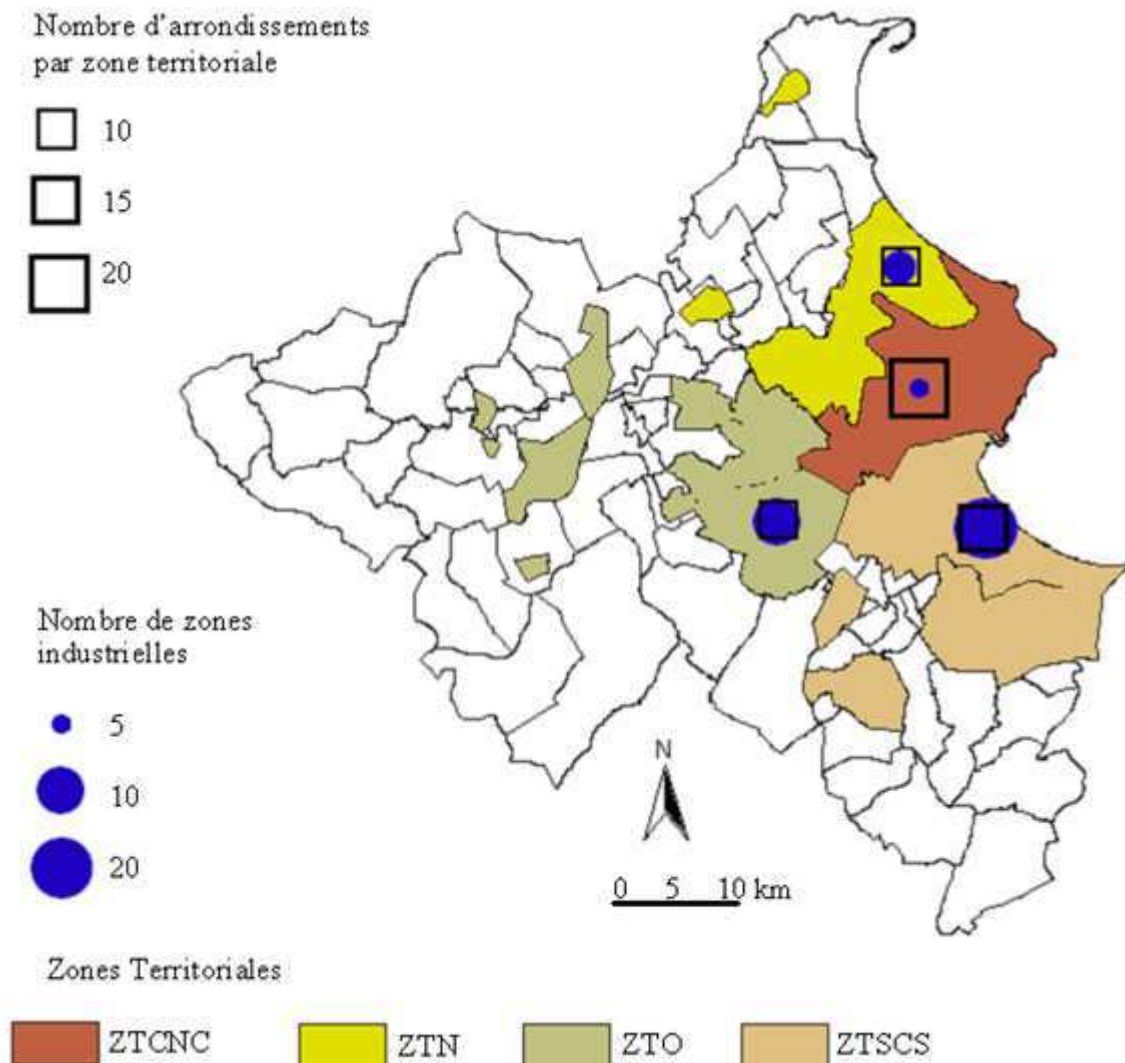 Nombre d'arrondissements
par zone territoriale
10
15
20
Nombre de zones
industrielles
5
10
20
N
0 5 10 km
Zones Territoriales
ZTCNC ZTN ZTO ZTSCS